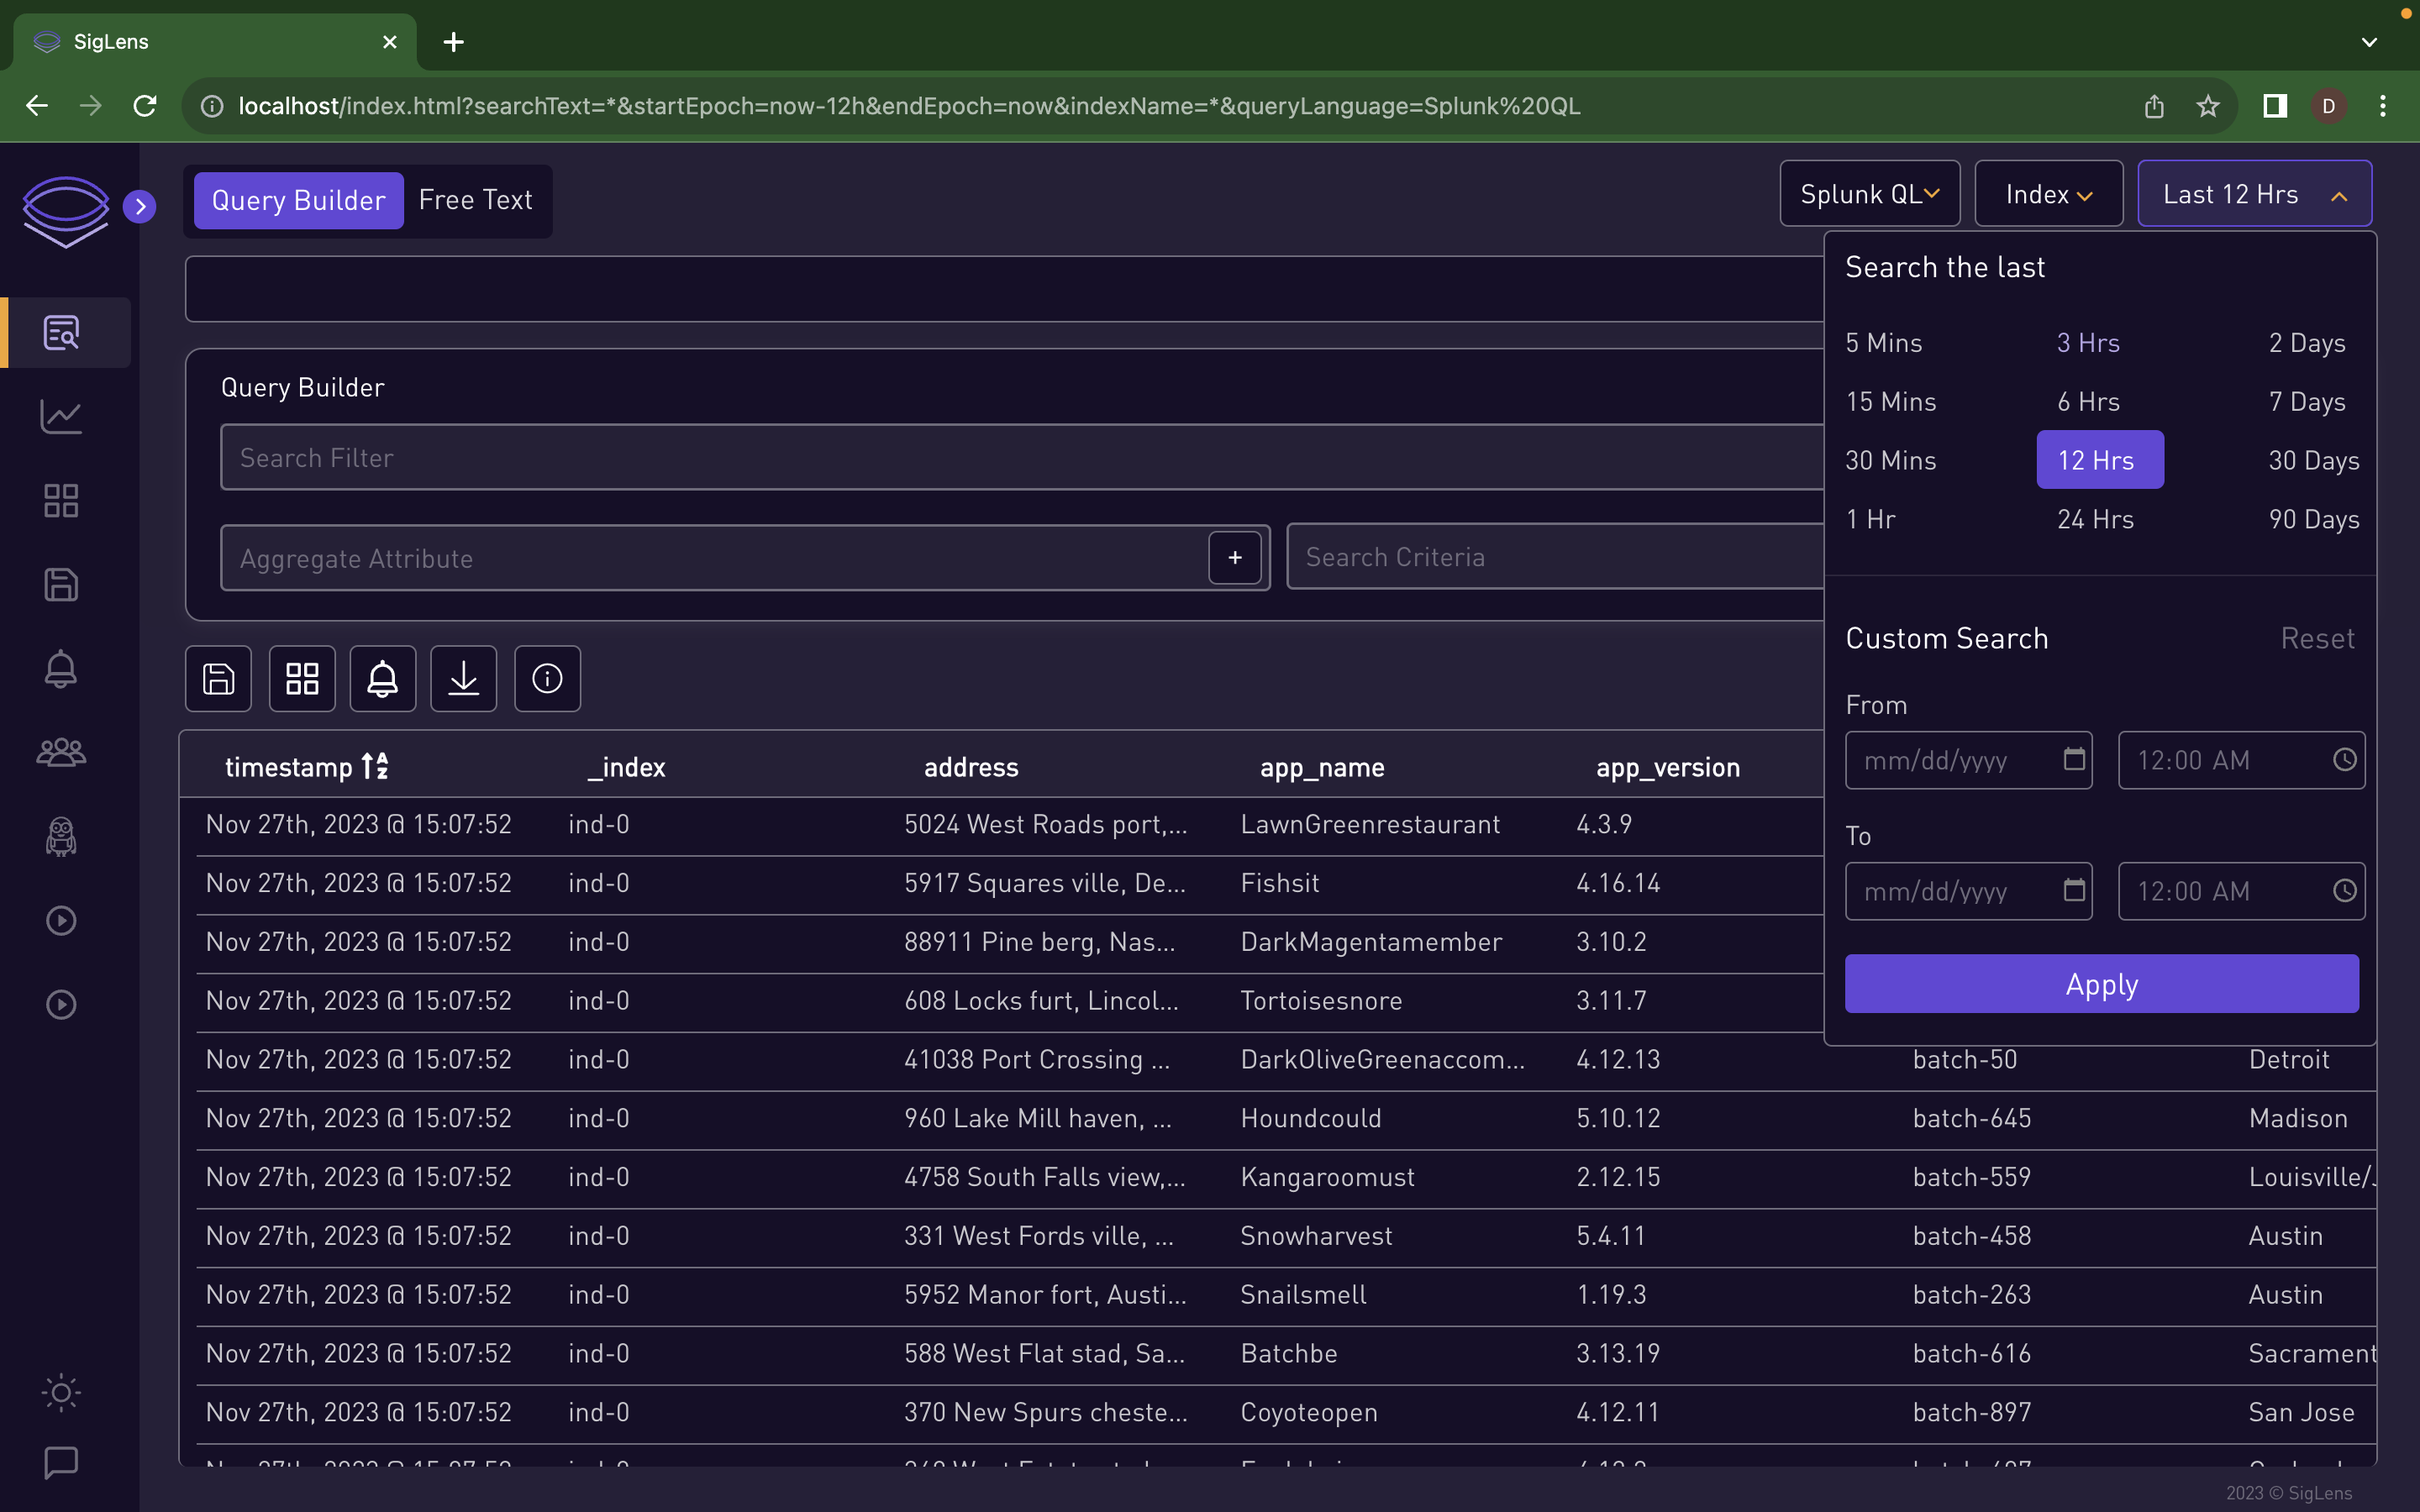 SigLens
localhost/index.html?searchText=*&startEpoch=now-12h&endEpoch=now&indexName=*&queryLanguage=Splunk%20QL
D
Query Builder Free Text
Splunk QL Index Last 12 Hrs
Search the last
5 Mins 3 Hrs 2 Days
15 Mins 6 Hrs 7 Days
30 Mins 12 Hrs 30 Days
1 Hr 24 Hrs 90 Days
Custom Search Reset
From
mm/dd/yyyy 12:00 AM
To
mm/dd/yyyy 12:00 AM
Apply
Query Builder
Search Filter
Aggregate Attribute + Search Criteria
timestamp _index address app_name app_version
Nov 27th, 2023 @ 15:07:52 ind-0 5024 West Roads port,... LawnGreenrestaurant 4.3.9
Nov 27th, 2023 @ 15:07:52 ind-0 5917 Squares ville, De... Fishsit 4.16.14
Nov 27th, 2023 @ 15:07:52 ind-0 88911 Pine berg, Nas... DarkMagentamember 3.10.2
Nov 27th, 2023 @ 15:07:52 ind-0 608 Locks furt, Lincol... Tortoisesnore 3.11.7
Nov 27th, 2023 @ 15:07:52 ind-0 41038 Port Crossing ... DarkOliveGreenaccom... 4.12.13 batch-50 Detroit
Nov 27th, 2023 @ 15:07:52 ind-0 960 Lake Mill haven, ... Houndcould 5.10.12 batch-645 Madison
Nov 27th, 2023 @ 15:07:52 ind-0 4758 South Falls view,... Kangaroomust 2.12.15 batch-559 Louisville/
Nov 27th, 2023 @ 15:07:52 ind-0 331 West Fords ville, ... Snowharvest 5.4.11 batch-458 Austin
Nov 27th, 2023 @ 15:07:52 ind-0 5952 Manor fort, Austi... Snailsmell 1.19.3 batch-263 Austin
Nov 27th, 2023 @ 15:07:52 ind-0 588 West Flat stad, Sa... Batchbe 3.13.19 batch-616 Sacrament
Nov 27th, 2023 @ 15:07:52 ind-0 370 New Spurs cheste... Coyoteopen 4.12.11 batch-897 San Jose
2023 © SigLens